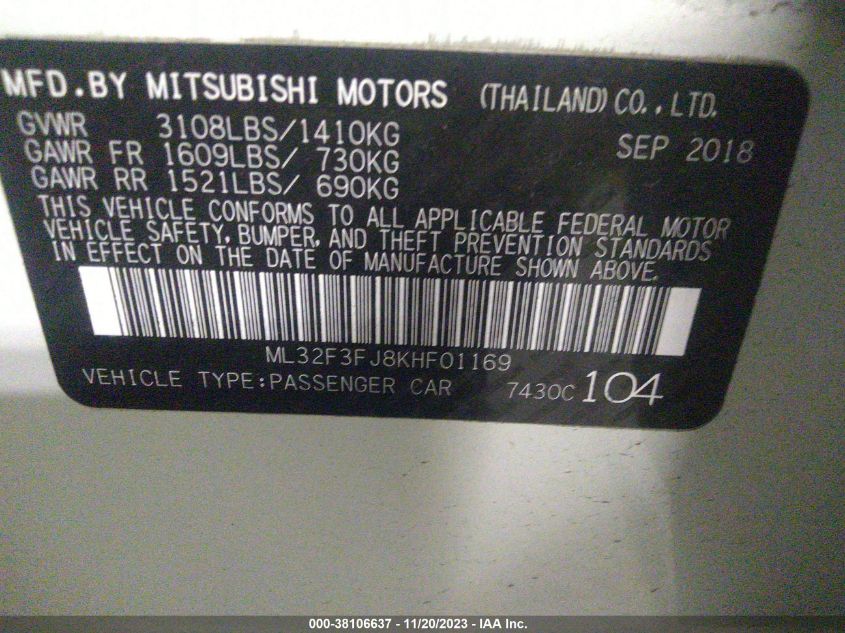 MFD.BY MITSUBISHI MOTORS (THAILAND) CO., LTD.
GVWR 3108LBS/1410KG SEP 2018
GAWR FR 1609LBS/ 730KG
GAWR RR 1521LBS/ 690KG
THIS VEHICLE CONFORMS TO ALL APPLICABLE FEDERAL MOTOR
VEHICLE SAFETY, BUMPER, AND THEFT PREVENTION STANDARDS
IN EFFECT ON THE DATE OF MANUFACTURE SHOWN ABOVE.
ML32F3FJ8KHF01169
VEHICLE TYPE:PASSENGER CAR 7430C 104
000-38106637 - 11/20/2023 - IAA Inc.